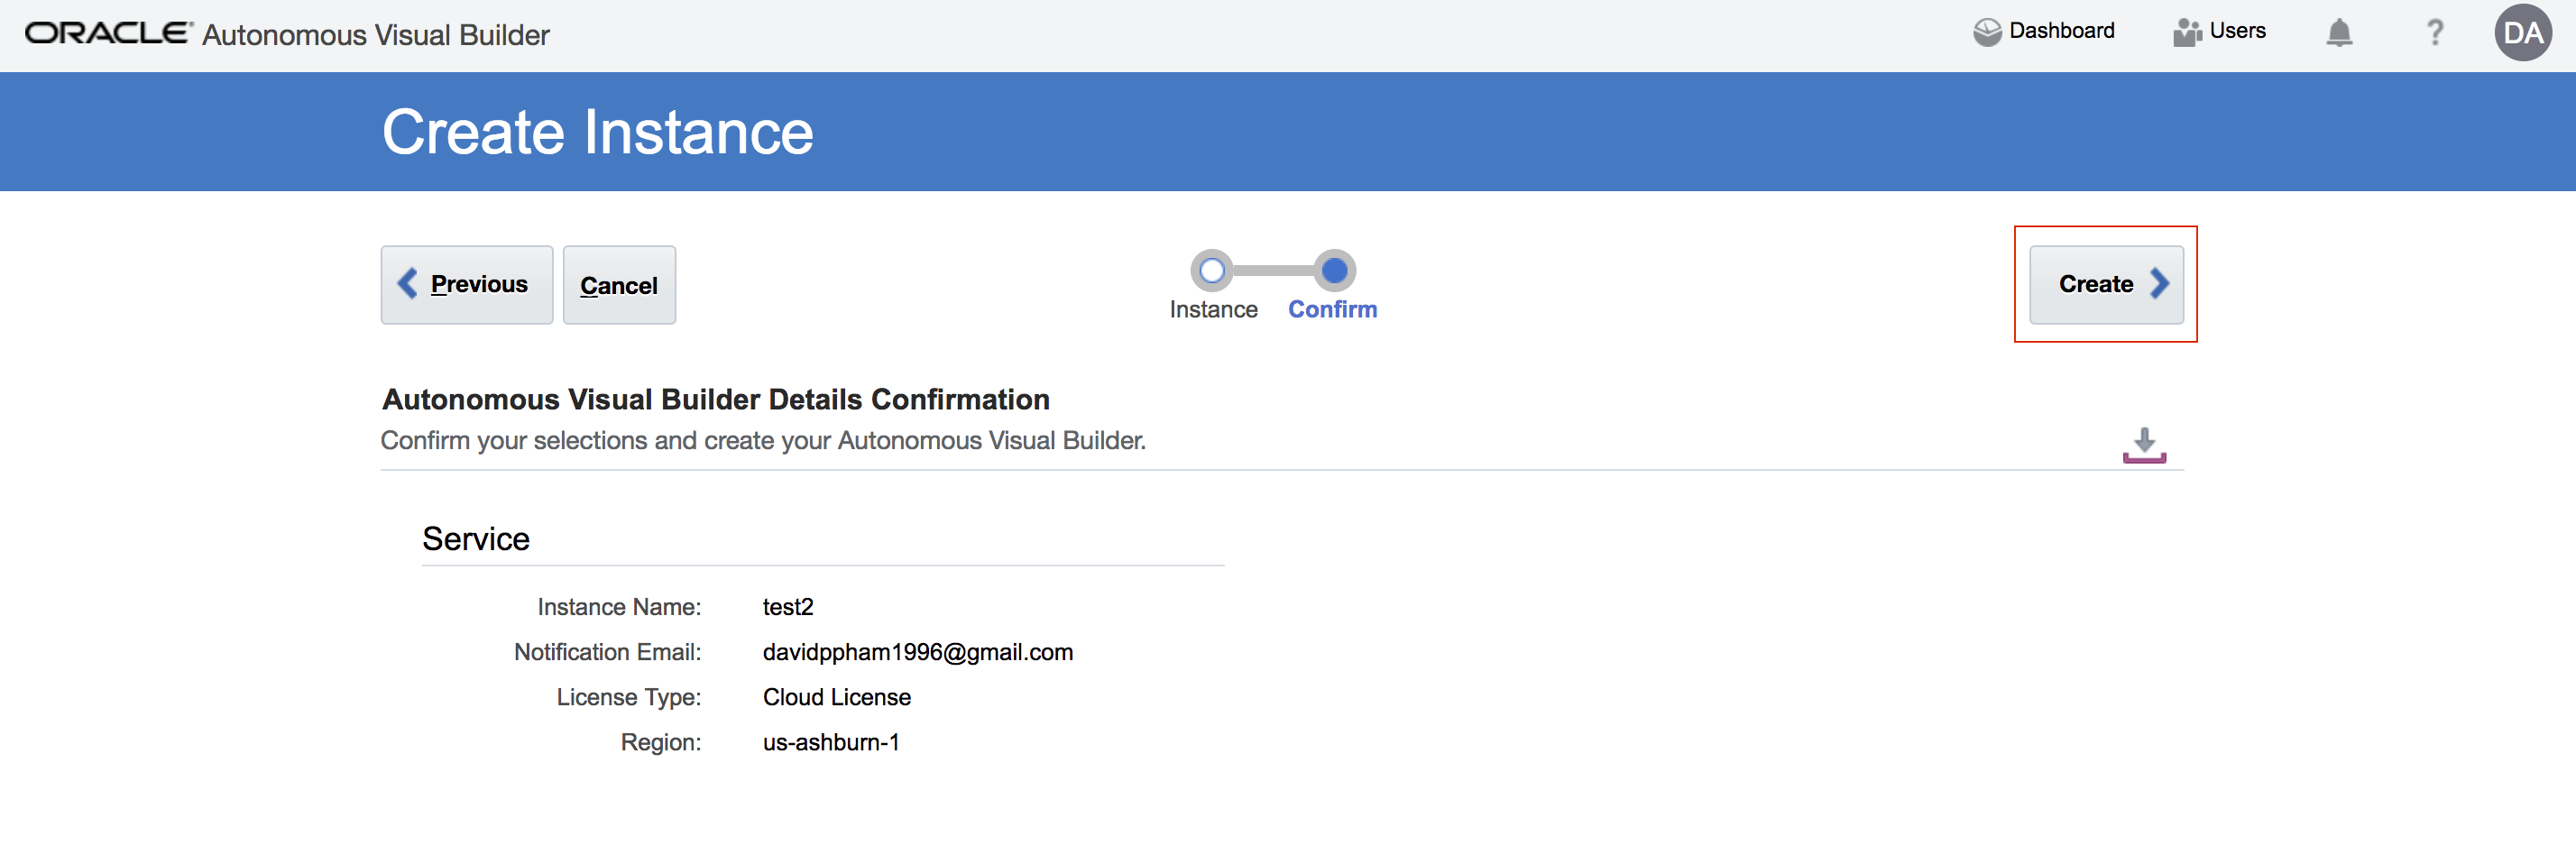 ORACLE® Autonomous Visual Builder
Dashboard
Users
?
DA
Create Instance
Previous
Cancel
Instance
Confirm
Create
Autonomous Visual Builder Details Confirmation
Confirm your selections and create your Autonomous Visual Builder.
Service
Instance Name: test2
Notification Email: davidppham1996@gmail.com
License Type: Cloud License
Region: us-ashburn-1